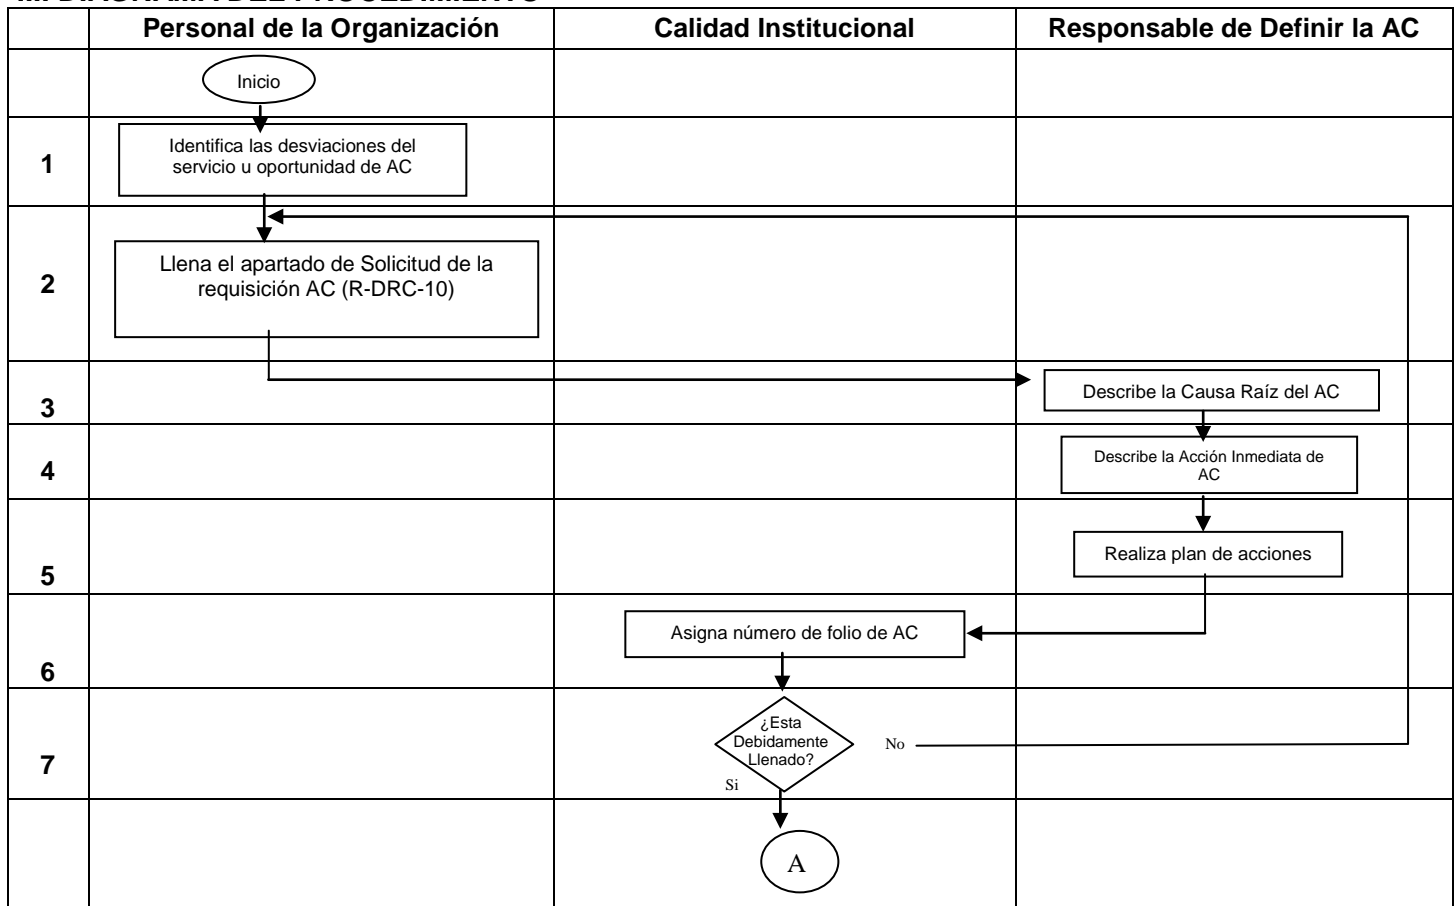 Personal de la Organización
Calidad Institucional
Responsable de Definir la AC
Inicio
1
Identifica las desviaciones del
servicio u oportunidad de AC
2
Llena el apartado de Solicitud de la
requisición AC (R-DRC-10)
3
Describe la Causa Raíz del AC
4
Describe la Acción Inmediata de
AC
5
Realiza plan de acciones
6
Asigna número de folio de AC
7
¿Esta
Debidamente
Llenado?
No
Si
A